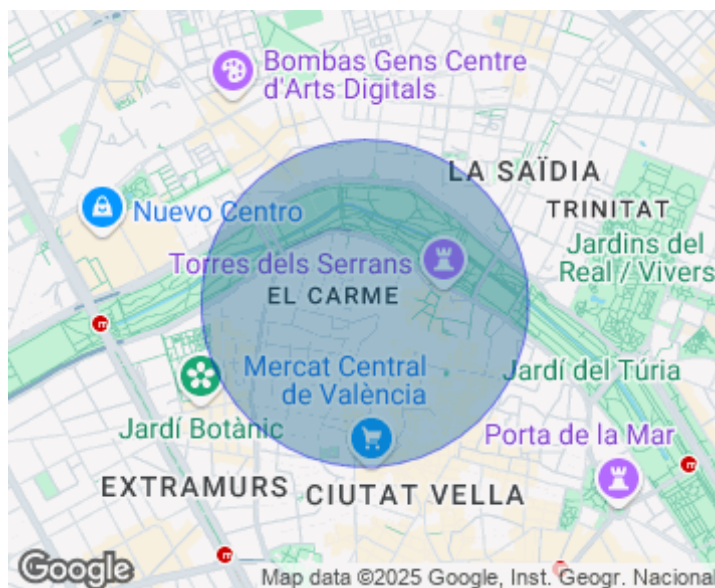 Bombas Gens Centre
d'Arts Digitals
LA SAÏDIA
TRINITAT
Nuevo Centro
Jardins del
Real / Vivers
Torres dels Serrans
EL CARME
Mercat Central
de València
Jardí del Túria
Jardí Botànic
Porta de la Mar
EXTRAMURS
CIUTAT VELLA
Google
Map data ©2025 Google, Inst. Geogr. Nacional